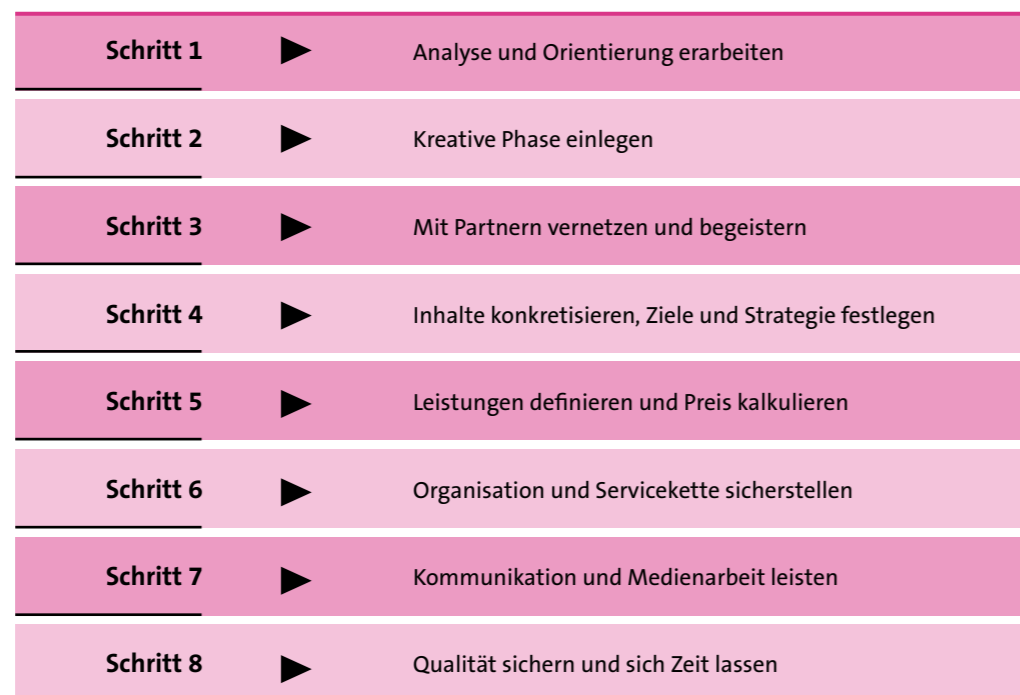 Schritt 1 ▶ Analyse und Orientierung erarbeiten
Schritt 2 ▶ Kreative Phase einlegen
Schritt 3 ▶ Mit Partnern vernetzen und begeistern
Schritt 4 ▶ Inhalte konkretisieren, Ziele und Strategie festlegen
Schritt 5 ▶ Leistungen definieren und Preis kalkulieren
Schritt 6 ▶ Organisation und Servicekette sicherstellen
Schritt 7 ▶ Kommunikation und Medienarbeit leisten
Schritt 8 ▶ Qualität sichern und sich Zeit lassen